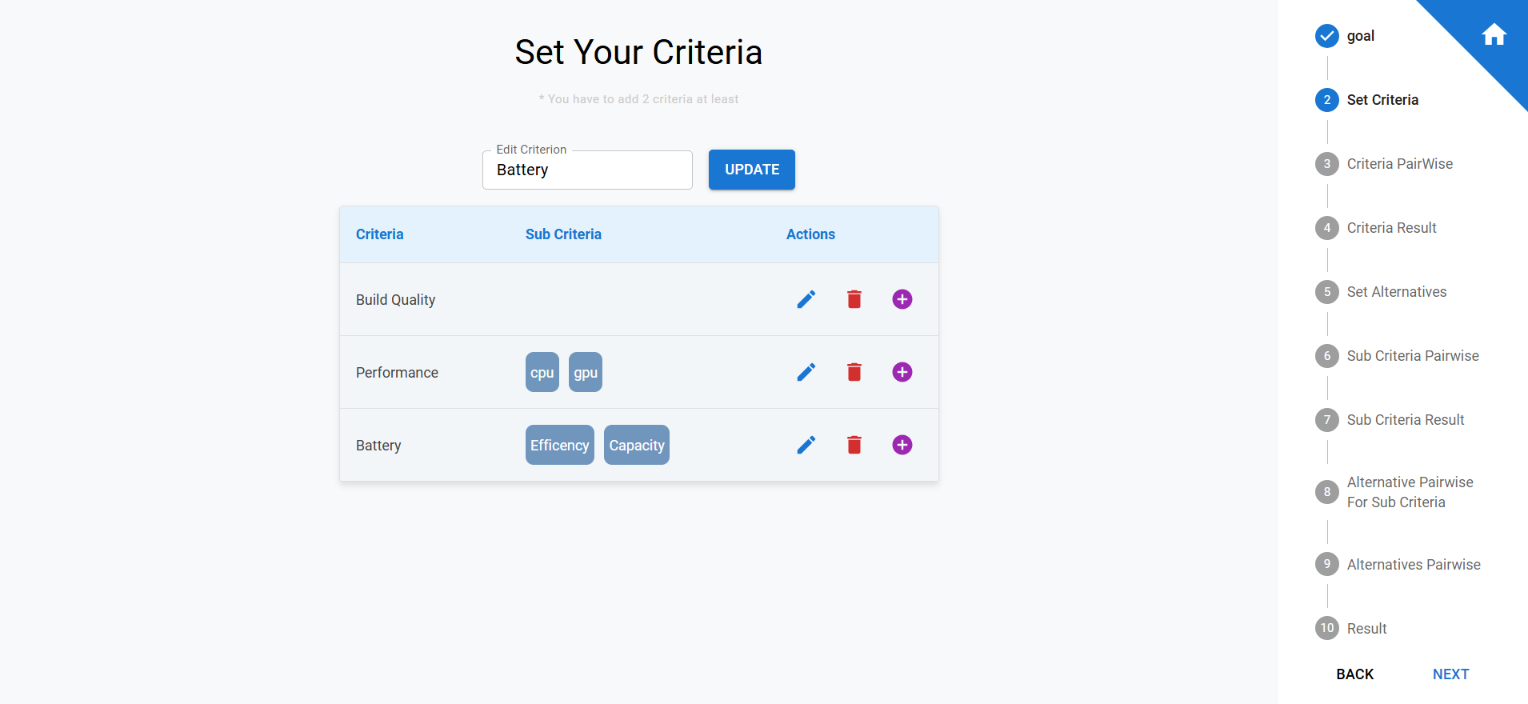 Set Your Criteria
* You have to add 2 criteria at least
Edit Criterion
Battery
UPDATE
Criteria Sub Criteria Actions
Build Quality
Performance cpu gpu
Battery Efficency Capacity
goal
2 Set Criteria
3 Criteria PairWise
4 Criteria Result
5 Set Alternatives
6 Sub Criteria Pairwise
7 Sub Criteria Result
8 Alternative Pairwise
For Sub Criteria
9 Alternatives Pairwise
10 Result
BACK NEXT